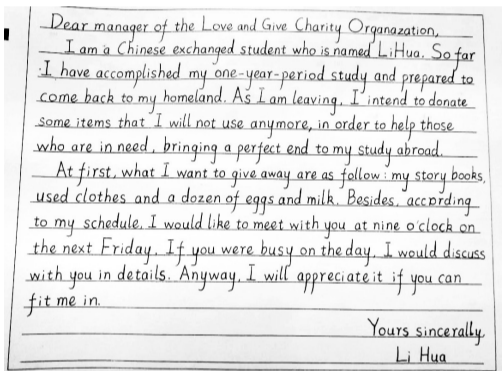 Dear manager of the Love and Give Charity Organazation,
I am a Chinese exchanged student who is named LiHua. So far
I have accomplished my one-year-period study and prepared to
come back to my homeland. As I am leaving, I intend to donate
some items that I will not use anymore, in order to help those
who are in need, bringing a perfect end to my study abroad.
At first, what I want to give away are as follow: my story books,
used clothes and a dozen of eggs and milk. Besides, according
to my schedule, I would like to meet with you at nine o'clock on
the next Friday. If you were busy on the day, I would discuss
with you in details. Anyway, I will appreciate it if you can
fit me in.
Yours sincerally
Li Hua